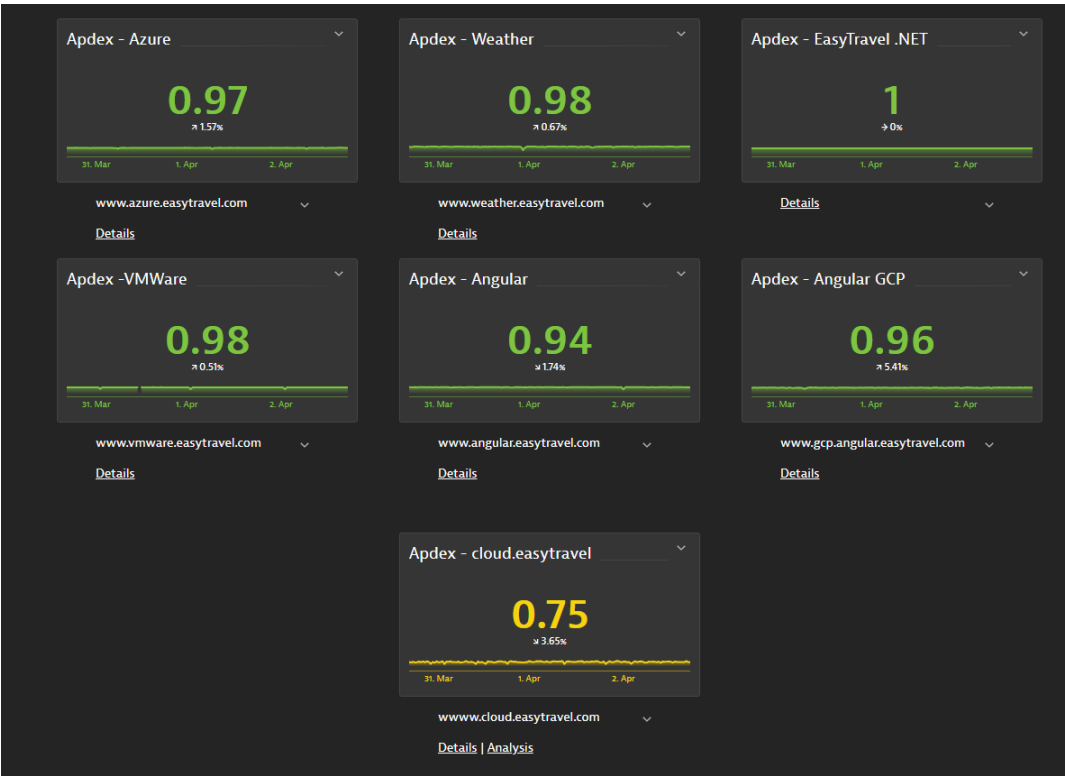 Apdex - Azure
0.97
↗ 1.57%
31. Mar 1. Apr 2. Apr
www.azure.easytravel.com
Details
Apdex - Weather
0.98
↗ 0.67%
31. Mar 1. Apr 2. Apr
www.weather.easytravel.com
Details
Apdex - EasyTravel .NET
1
→ 0%
31. Mar 1. Apr 2. Apr
Details
Apdex -VMWare
0.98
↗ 0.51%
31. Mar 1. Apr 2. Apr
www.vmware.easytravel.com
Details
Apdex - Angular
0.94
↘ 1.74%
31. Mar 1. Apr 2. Apr
www.angular.easytravel.com
Details
Apdex - Angular GCP
0.96
↗ 5.41%
31. Mar 1. Apr 2. Apr
www.gcp.angular.easytravel.com
Details
Apdex - cloud.easytravel
0.75
↘ 3.65%
31. Mar 1. Apr 2. Apr
wwww.cloud.easytravel.com
Details | Analysis